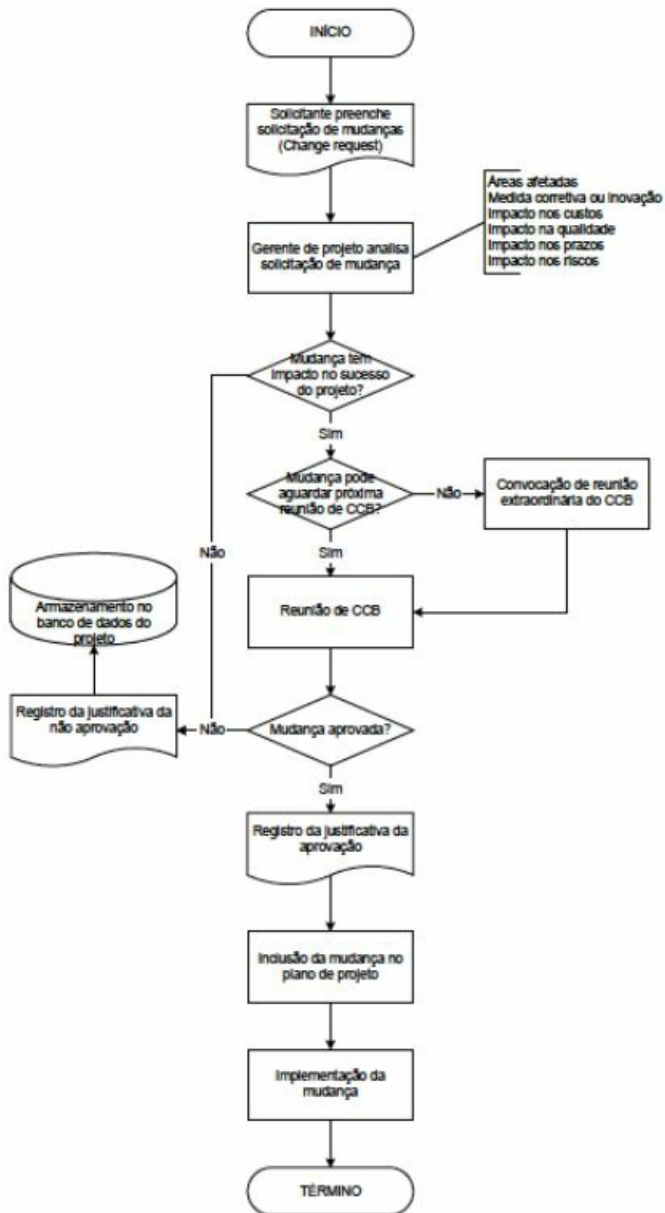 INÍCIO
Solicitante preenche
solicitação de mudanças
(Change request)
Áreas afetadas
Medida corretiva ou Inovação
Impacto nos custos
Impacto na qualidade
Impacto nos prazos
Impacto nos riscos
Gerente de projeto analisa
solicitação de mudança
Mudança tem
Impacto no sucesso
do projeto?
Sim
Mudança pode
aguardar próxima
reunião de CCB?
Não
Convocação de reunião
extraordinária do CCB
Não
Sim
Reunião de CCB
Armazenamento no
banco de dados do
projeto
Registro da justificativa da
não aprovação
Não
Mudança aprovada?
Sim
Registro da justificativa da
aprovação
Inclusão da mudança no
plano de projeto
Implementação da
mudança
TÉRMINO